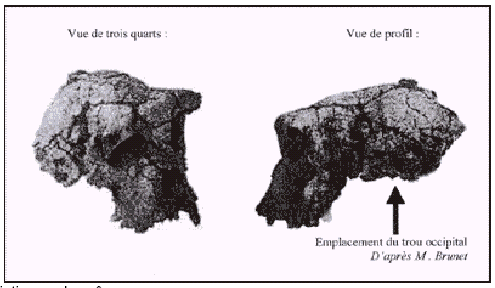 Vue de trois quarts :
Vue de profil :
Emplacement du trou occipital
D'après M . Brunet